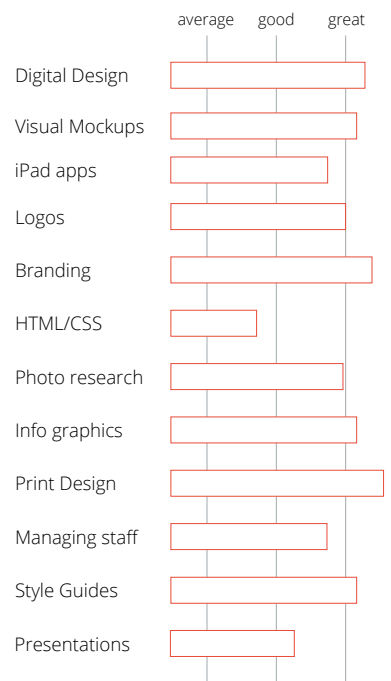 average good great
Digital Design
Visual Mockups
iPad apps
Logos
Branding
HTML/CSS
Photo research
Info graphics
Print Design
Managing staff
Style Guides
Presentations